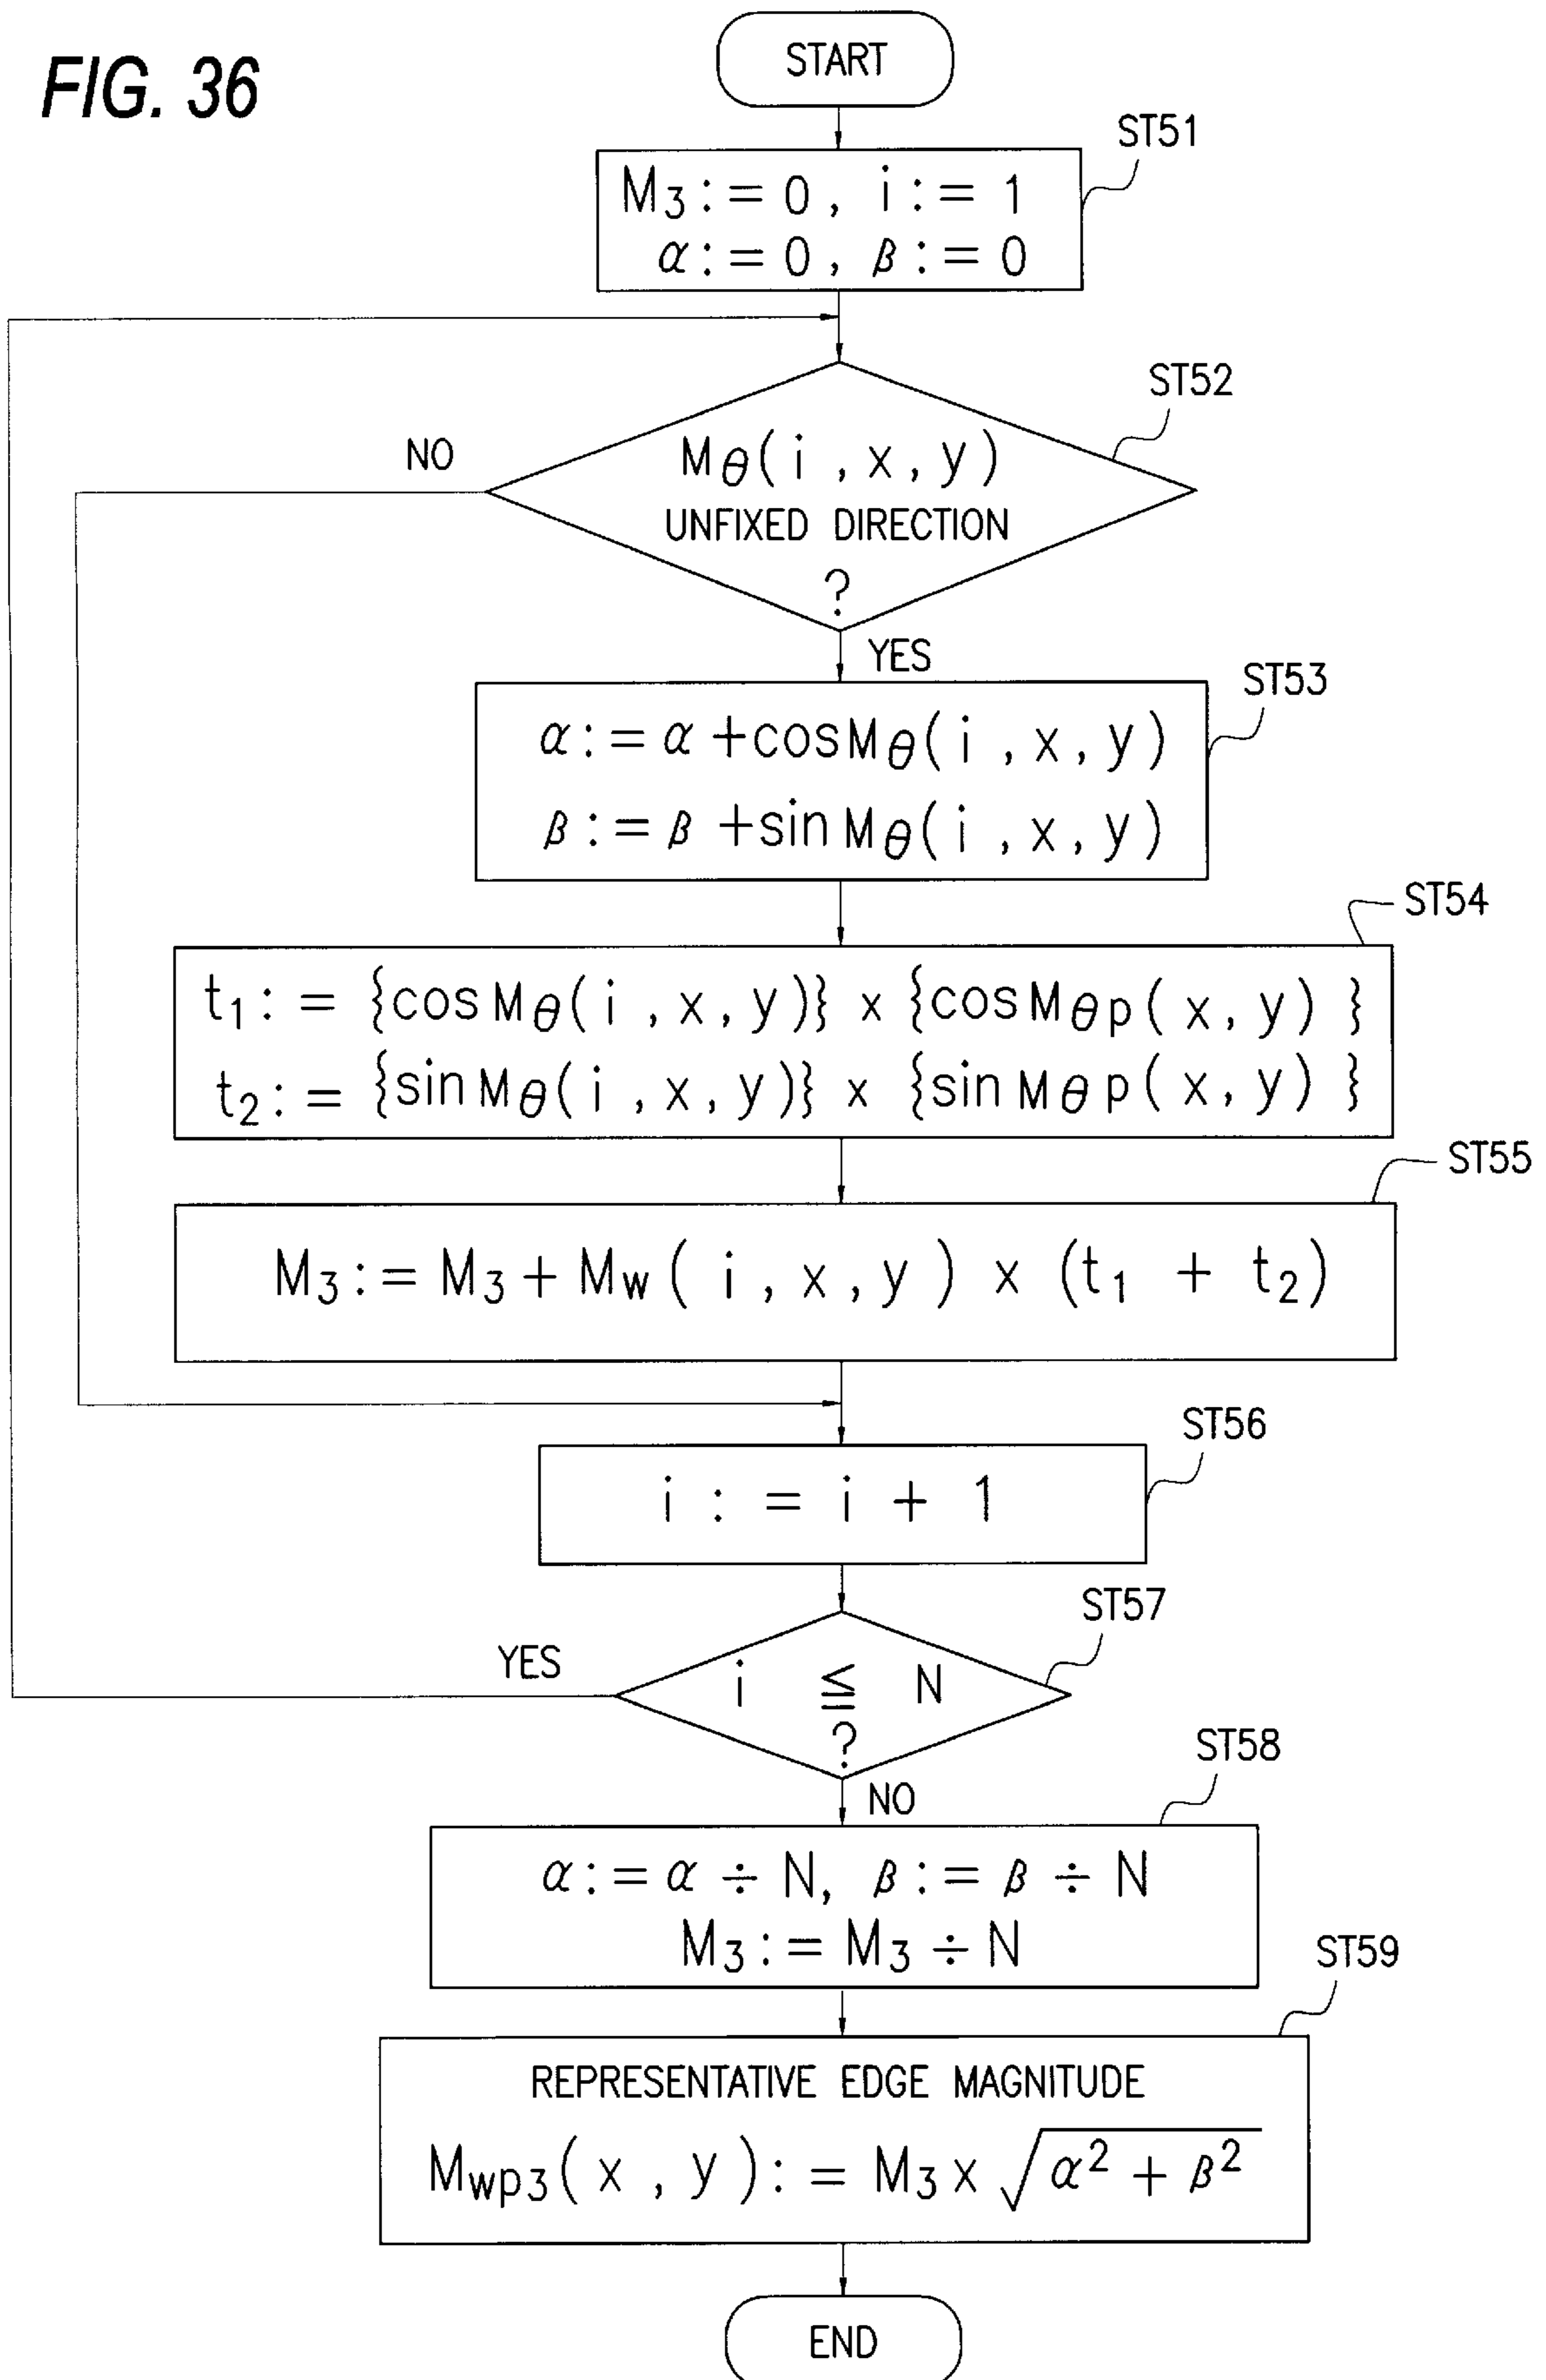 FIG. 36
START
ST51
M₃ := 0, i := 1
α := 0, β := 0
ST52
NO
Mθ(i, x, y)
UNFIXED DIRECTION
?
YES
ST53
α := α + cosMθ(i, x, y)
β := β + sinMθ(i, x, y)
ST54
t₁ := {cosMθ(i, x, y)} × {cosMθp(x, y)}
t₂ := {sinMθ(i, x, y)} × {sinMθp(x, y)}
ST55
M₃ := M₃ + Mw(i, x, y) × (t₁ + t₂)
ST56
i := i + 1
ST57
YES
i ≦ N
?
NO
ST58
α := α ÷ N, β := β ÷ N
M₃ := M₃ ÷ N
ST59
REPRESENTATIVE EDGE MAGNITUDE
Mwp3(x, y) := M₃ × √α² + β²
END